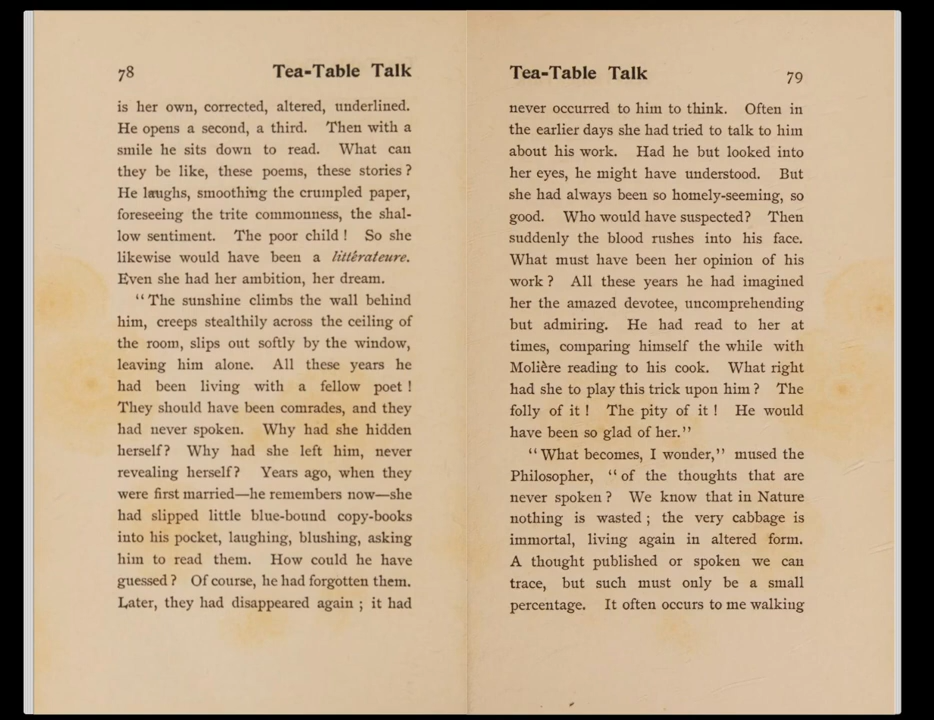 78 Tea-Table Talk
is her own, corrected, altered, underlined.
He opens a second, a third. Then with a
smile he sits down to read. What can
they be like, these poems, these stories?
He laughs, smoothing the crumpled paper,
foreseeing the trite commonness, the shal-
low sentiment. The poor child! So she
likewise would have been a littérateure.
Even she had her ambition, her dream.
"The sunshine climbs the wall behind
him, creeps stealthily across the ceiling of
the room, slips out softly by the window,
leaving him alone. All these years he
had been living with a fellow poet!
They should have been comrades, and they
had never spoken. Why had she hidden
herself? Why had she left him, never
revealing herself? Years ago, when they
were first married—he remembers now—she
had slipped little blue-bound copy-books
into his pocket, laughing, blushing, asking
him to read them. How could he have
guessed? Of course, he had forgotten them.
Later, they had disappeared again; it had
Tea-Table Talk 79
never occurred to him to think. Often in
the earlier days she had tried to talk to him
about his work. Had he but looked into
her eyes, he might have understood. But
she had always been so homely-seeming, so
good. Who would have suspected? Then
suddenly the blood rushes into his face.
What must have been her opinion of his
work? All these years he had imagined
her the amazed devotee, uncomprehending
but admiring. He had read to her at
times, comparing himself the while with
Molière reading to his cook. What right
had she to play this trick upon him? The
folly of it! The pity of it! He would
have been so glad of her."
"What becomes, I wonder," mused the
Philosopher, "of the thoughts that are
never spoken? We know that in Nature
nothing is wasted; the very cabbage is
immortal, living again in altered form.
A thought published or spoken we can
trace, but such must only be a small
percentage. It often occurs to me walking